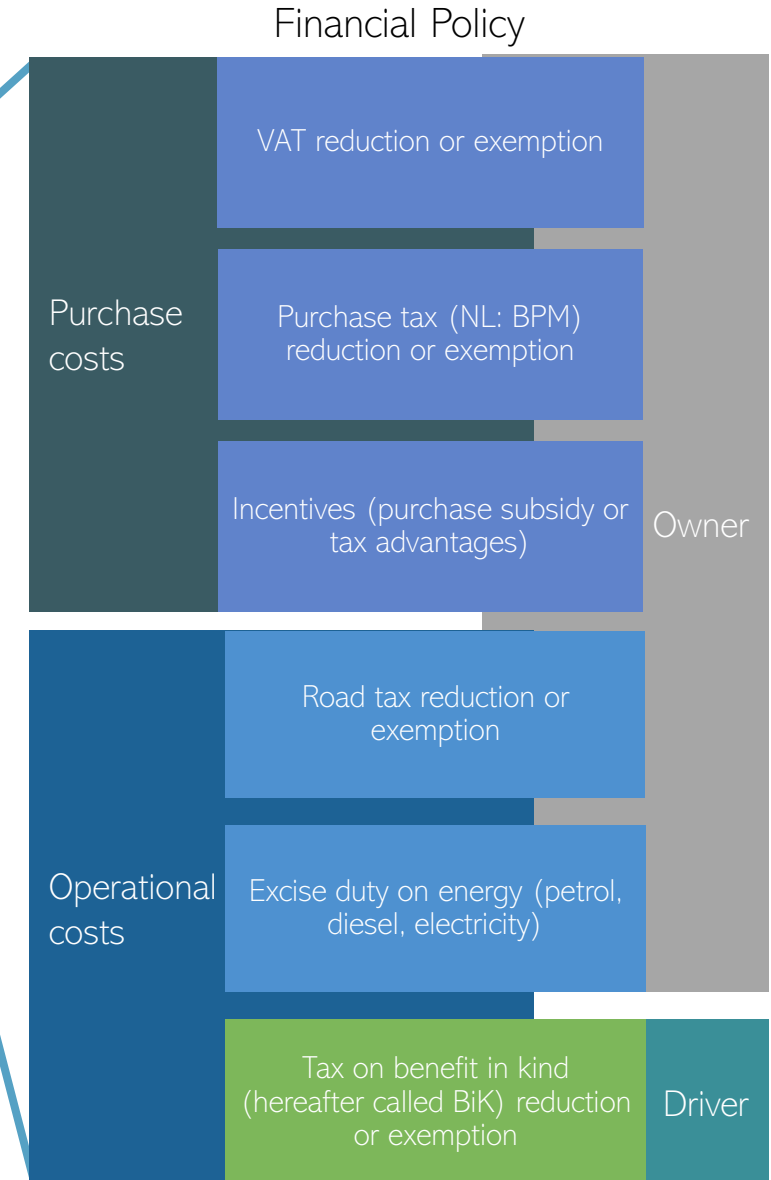 Financial Policy
Purchase
costs
VAT reduction or exemption
Purchase tax (NL: BPM)
reduction or exemption
Incentives (purchase subsidy or
tax advantages)
Owner
Operational
costs
Road tax reduction or
exemption
Excise duty on energy (petrol,
diesel, electricity)
Tax on benefit in kind
(hereafter called BiK) reduction
or exemption
Driver